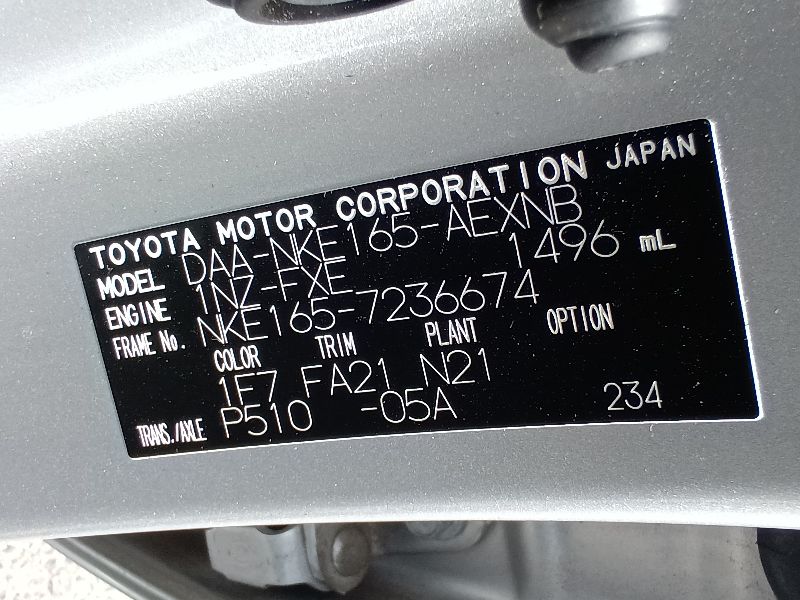 TOYOTA MOTOR CORPORATION JAPAN
MODEL DAA-NKE165-AEXNB
ENGINE 1NZ-FXE 1496 mL
FRAME No. NKE165-7236674
COLOR TRIM PLANT OPTION
1F7 FA21 N21
TRANS./AXLE P510 -05A 234